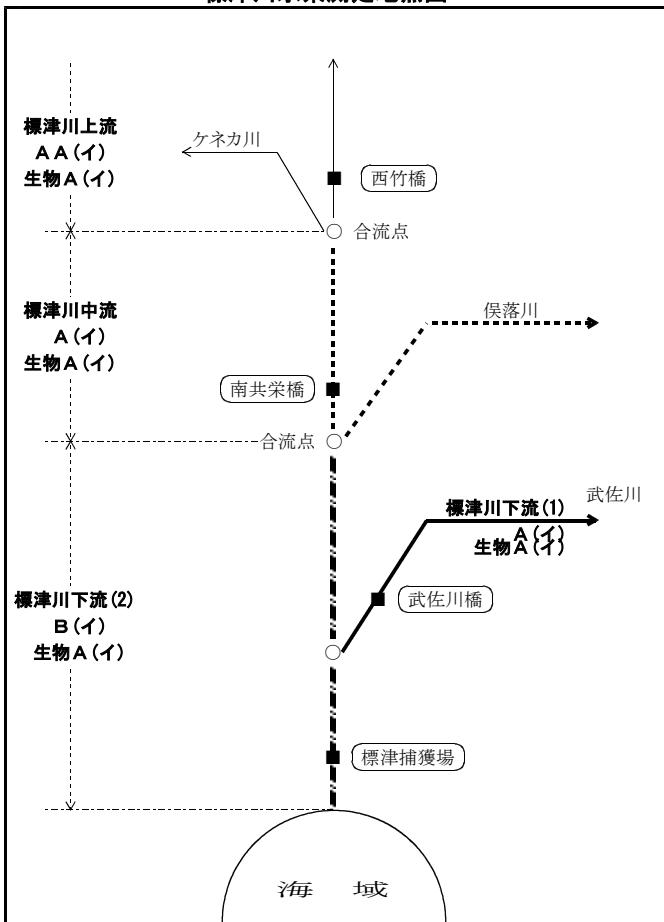 標津川上流
ＡＡ(イ)
生物Ａ(イ)
ケネカ川
西竹橋
合流点
標津川中流
Ａ(イ)
生物Ａ(イ)
俣落川
南共栄橋
合流点
武佐川
標津川下流(1)
Ａ(イ)
生物Ａ(イ)
標津川下流(2)
Ｂ(イ)
生物Ａ(イ)
武佐川橋
標津捕獲場
海　域